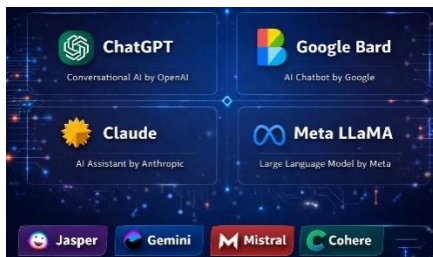 ChatGPT
Conversational AI by OpenAI
Google Bard
AI Chatbot by Google
Claude
AI Assistant by Anthropic
Meta LLaMA
Large Language Model by Meta
Jasper
Gemini
Mistral
Cohere